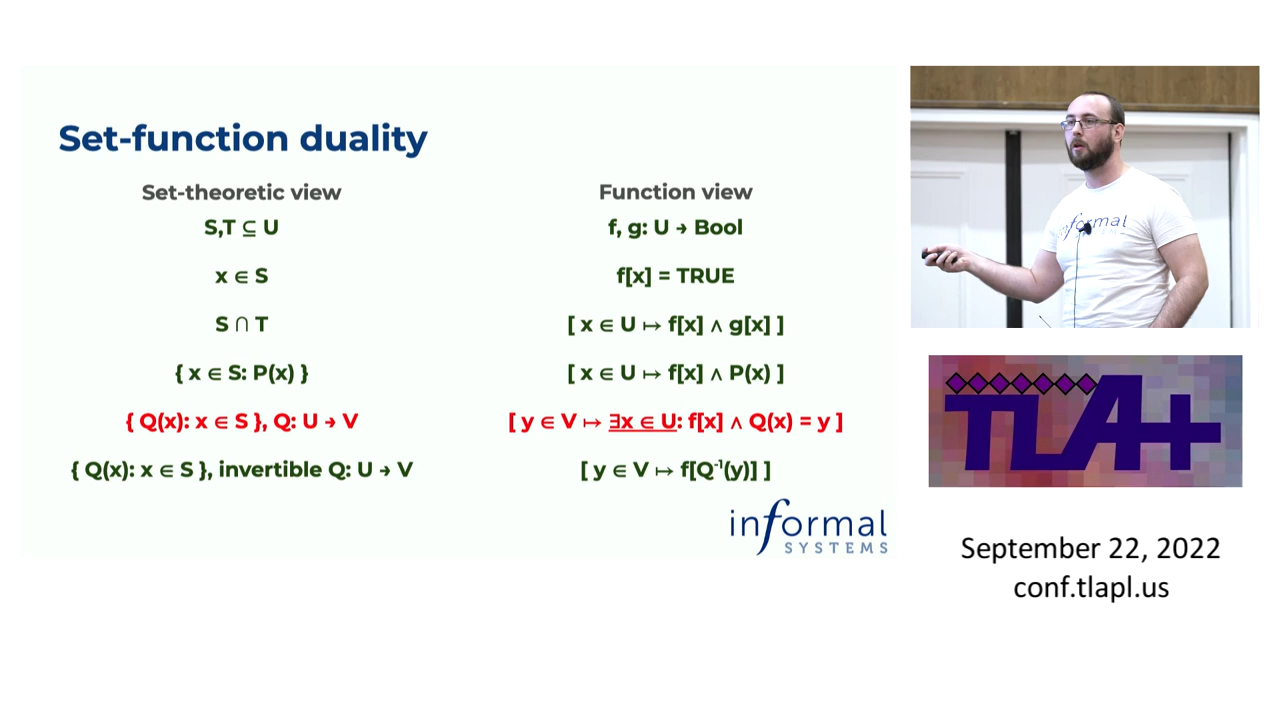 Set-function duality
Set-theoretic view
Function view
S,T ⊆ U
f, g: U → Bool
x ∈ S
f[x] = TRUE
S ∩ T
[ x ∈ U ↦ f[x] ∧ g[x] ]
{ x ∈ S: P(x) }
[ x ∈ U ↦ f[x] ∧ P(x) ]
{ Q(x): x ∈ S }, Q: U → V
[ y ∈ V ↦ ∃x ∈ U: f[x] ∧ Q(x) = y ]
{ Q(x): x ∈ S }, invertible Q: U → V
[ y ∈ V ↦ f[Q⁻¹(y)] ]
informal
SYSTEMS
informal
TLA+
September 22, 2022
conf.tlapl.us